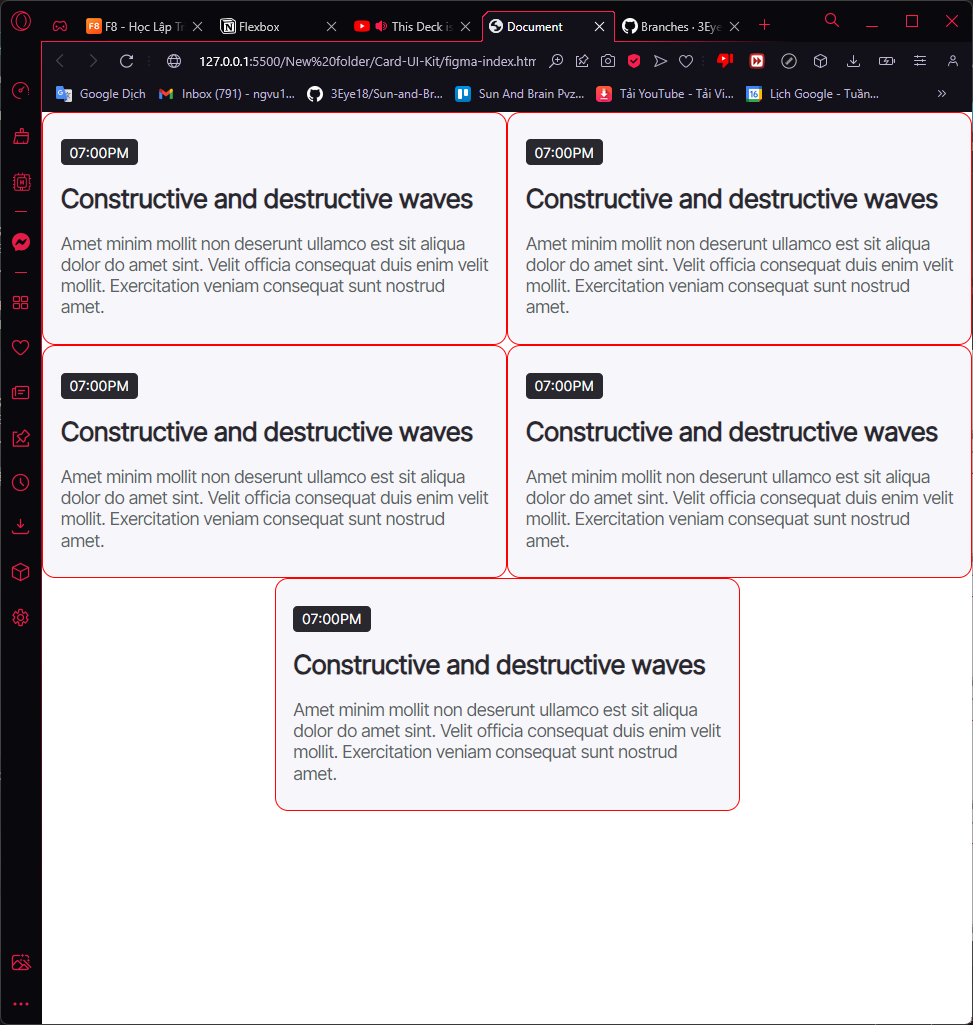 F8 F8 - Học Lập Tr
Flexbox
This Deck is
Document
Branches · 3Eye
127.0.0.1:5500/New%20folder/Card-UI-Kit/figma-index.htm
Google Dịch
Inbox (791) - ngvu1...
3Eye18/Sun-and-Br...
Sun And Brain Pvz...
Tải YouTube - Tải Vi...
16 Lịch Google - Tuần...
07:00PM
Constructive and destructive waves
Amet minim mollit non deserunt ullamco est sit aliqua
dolor do amet sint. Velit officia consequat duis enim velit
mollit. Exercitation veniam consequat sunt nostrud
amet.
07:00PM
Constructive and destructive waves
Amet minim mollit non deserunt ullamco est sit aliqua
dolor do amet sint. Velit officia consequat duis enim velit
mollit. Exercitation veniam consequat sunt nostrud
amet.
07:00PM
Constructive and destructive waves
Amet minim mollit non deserunt ullamco est sit aliqua
dolor do amet sint. Velit officia consequat duis enim velit
mollit. Exercitation veniam consequat sunt nostrud
amet.
07:00PM
Constructive and destructive waves
Amet minim mollit non deserunt ullamco est sit aliqua
dolor do amet sint. Velit officia consequat duis enim velit
mollit. Exercitation veniam consequat sunt nostrud
amet.
07:00PM
Constructive and destructive waves
Amet minim mollit non deserunt ullamco est sit aliqua
dolor do amet sint. Velit officia consequat duis enim velit
mollit. Exercitation veniam consequat sunt nostrud
amet.